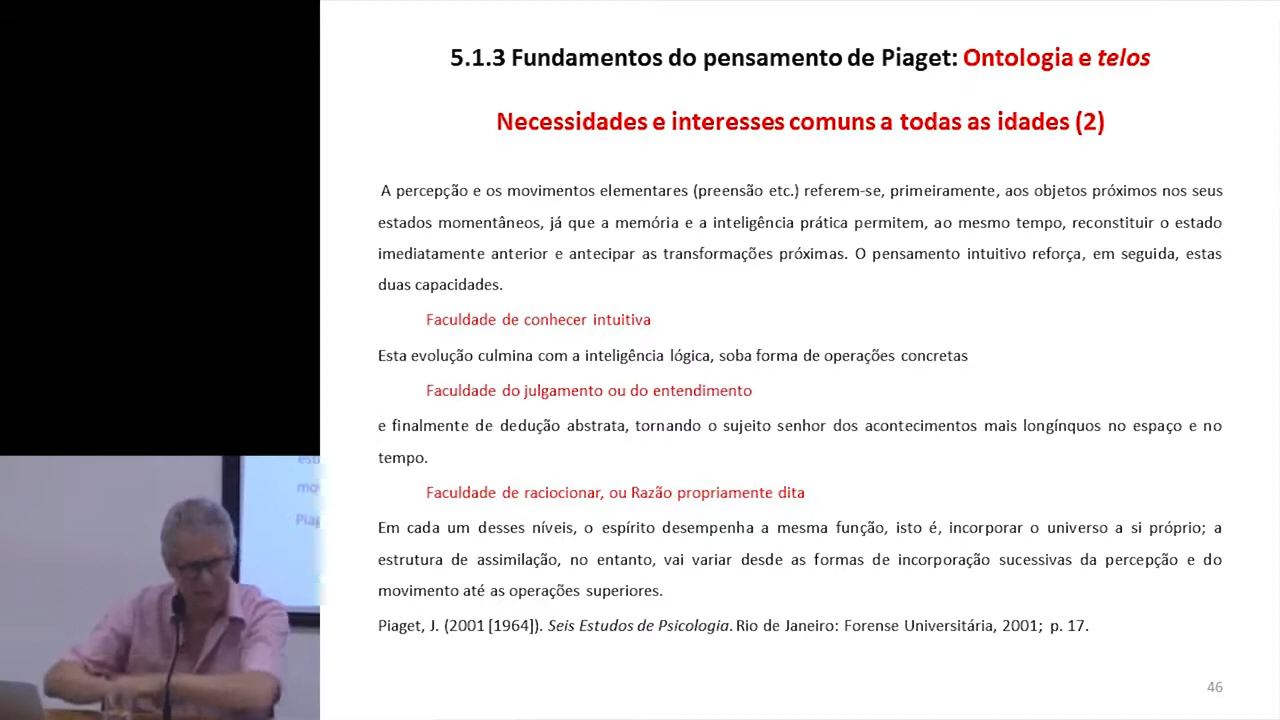 5.1.3 Fundamentos do pensamento de Piaget: Ontologia e telos
Necessidades e interesses comuns a todas as idades (2)
A percepção e os movimentos elementares (preensão etc.) referem-se, primeiramente, aos objetos próximos nos seus
estados momentâneos, já que a memória e a inteligência prática permitem, ao mesmo tempo, reconstituir o estado
imediatamente anterior e antecipar as transformações próximas. O pensamento intuitivo reforça, em seguida, estas
duas capacidades.
Faculdade de conhecer intuitiva
Esta evolução culmina com a inteligência lógica, soba forma de operações concretas
Faculdade do julgamento ou do entendimento
e finalmente de dedução abstrata, tornando o sujeito senhor dos acontecimentos mais longínquos no espaço e no
tempo.
Faculdade de raciocionar, ou Razão propriamente dita
Em cada um desses níveis, o espírito desempenha a mesma função, isto é, incorporar o universo a si próprio; a
estrutura de assimilação, no entanto, vai variar desde as formas de incorporação sucessivas da percepção e do
movimento até as operações superiores.
Piaget, J. (2001 [1964]). Seis Estudos de Psicologia. Rio de Janeiro: Forense Universitária, 2001; p. 17.
46